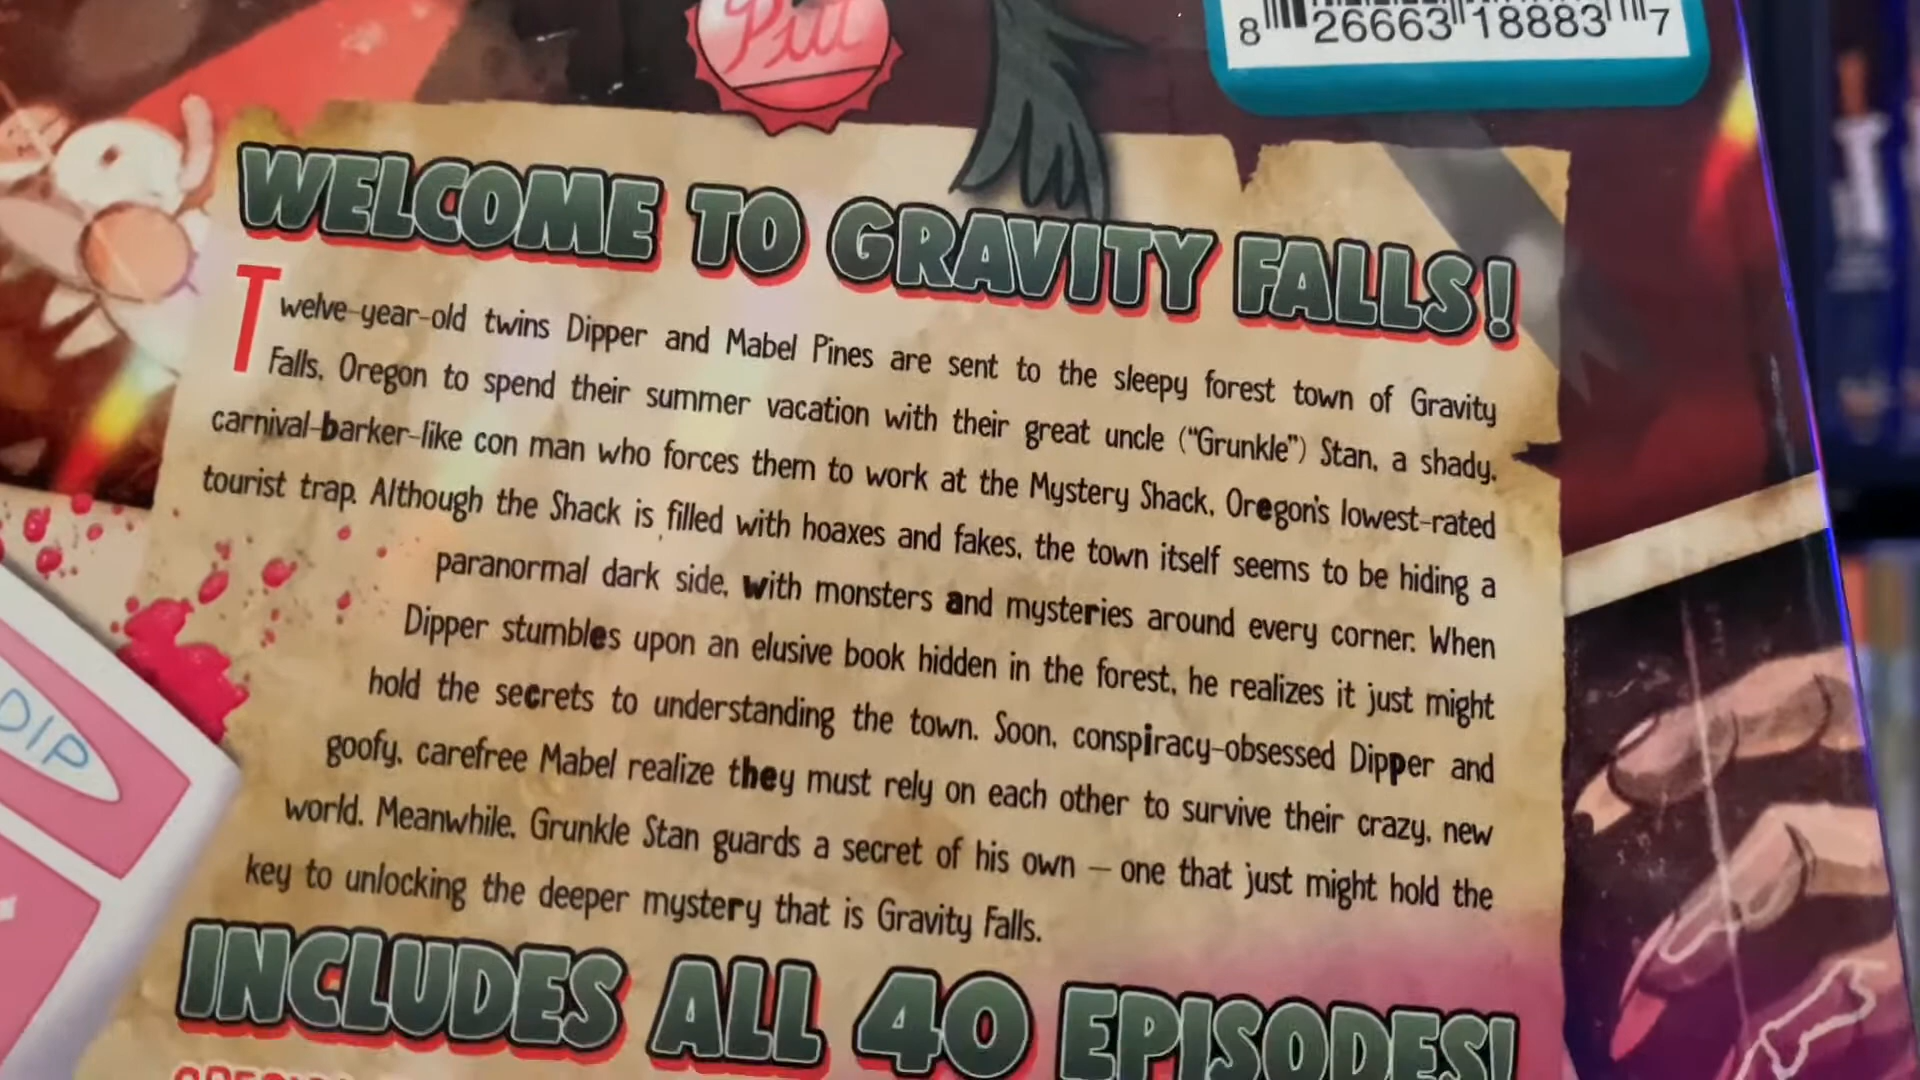 Pitt
8 26663 18883 7
WELCOME TO GRAVITY FALLS!
Twelve-year-old twins Dipper and Mabel Pines are sent to the sleepy forest town of Gravity
Falls, Oregon to spend their summer vacation with their great uncle (“Grunkle”) Stan, a shady,
carnival-barker-like con man who forces them to work at the Mystery Shack, Oregon's lowest-rated
tourist trap. Although the Shack is filled with hoaxes and fakes, the town itself seems to be hiding a
paranormal dark side, with monsters and mysteries around every corner. When
Dipper stumbles upon an elusive book hidden in the forest, he realizes it just might
hold the secrets to understanding the town. Soon, conspiracy-obsessed Dipper and
goofy, carefree Mabel realize they must rely on each other to survive their crazy, new
world. Meanwhile, Grunkle Stan guards a secret of his own – one that just might hold the
key to unlocking the deeper mystery that is Gravity Falls.
DIP
INCLUDES ALL 40 EPISODES!